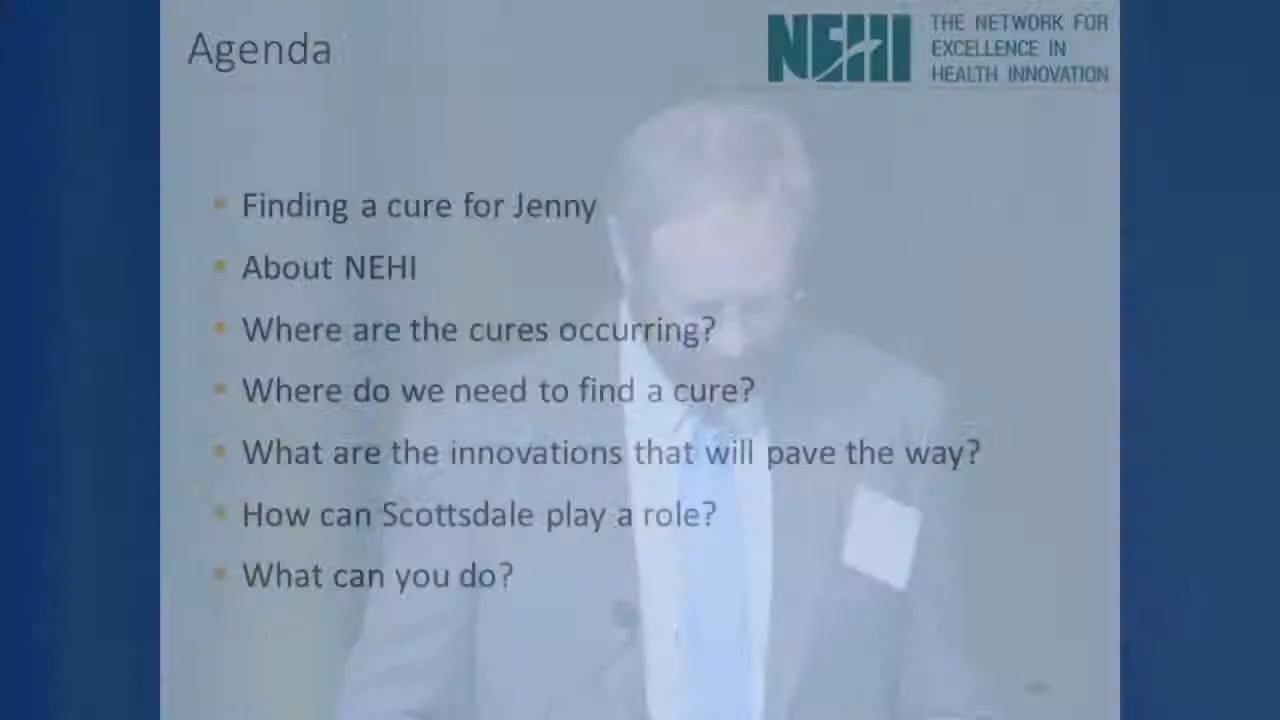 Agenda
NEHI
THE NETWORK FOR
EXCELLENCE IN
HEALTH INNOVATION
Finding a cure for Jenny
About NEHI
Where are the cures occurring?
Where do we need to find a cure?
What are the innovations that will pave the way?
How can Scottsdale play a role?
What can you do?